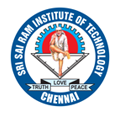 SRI SAI RAM INSTITUTE OF TECHNOLOGY
LOVE
TRUTH PEACE
CHENNAI